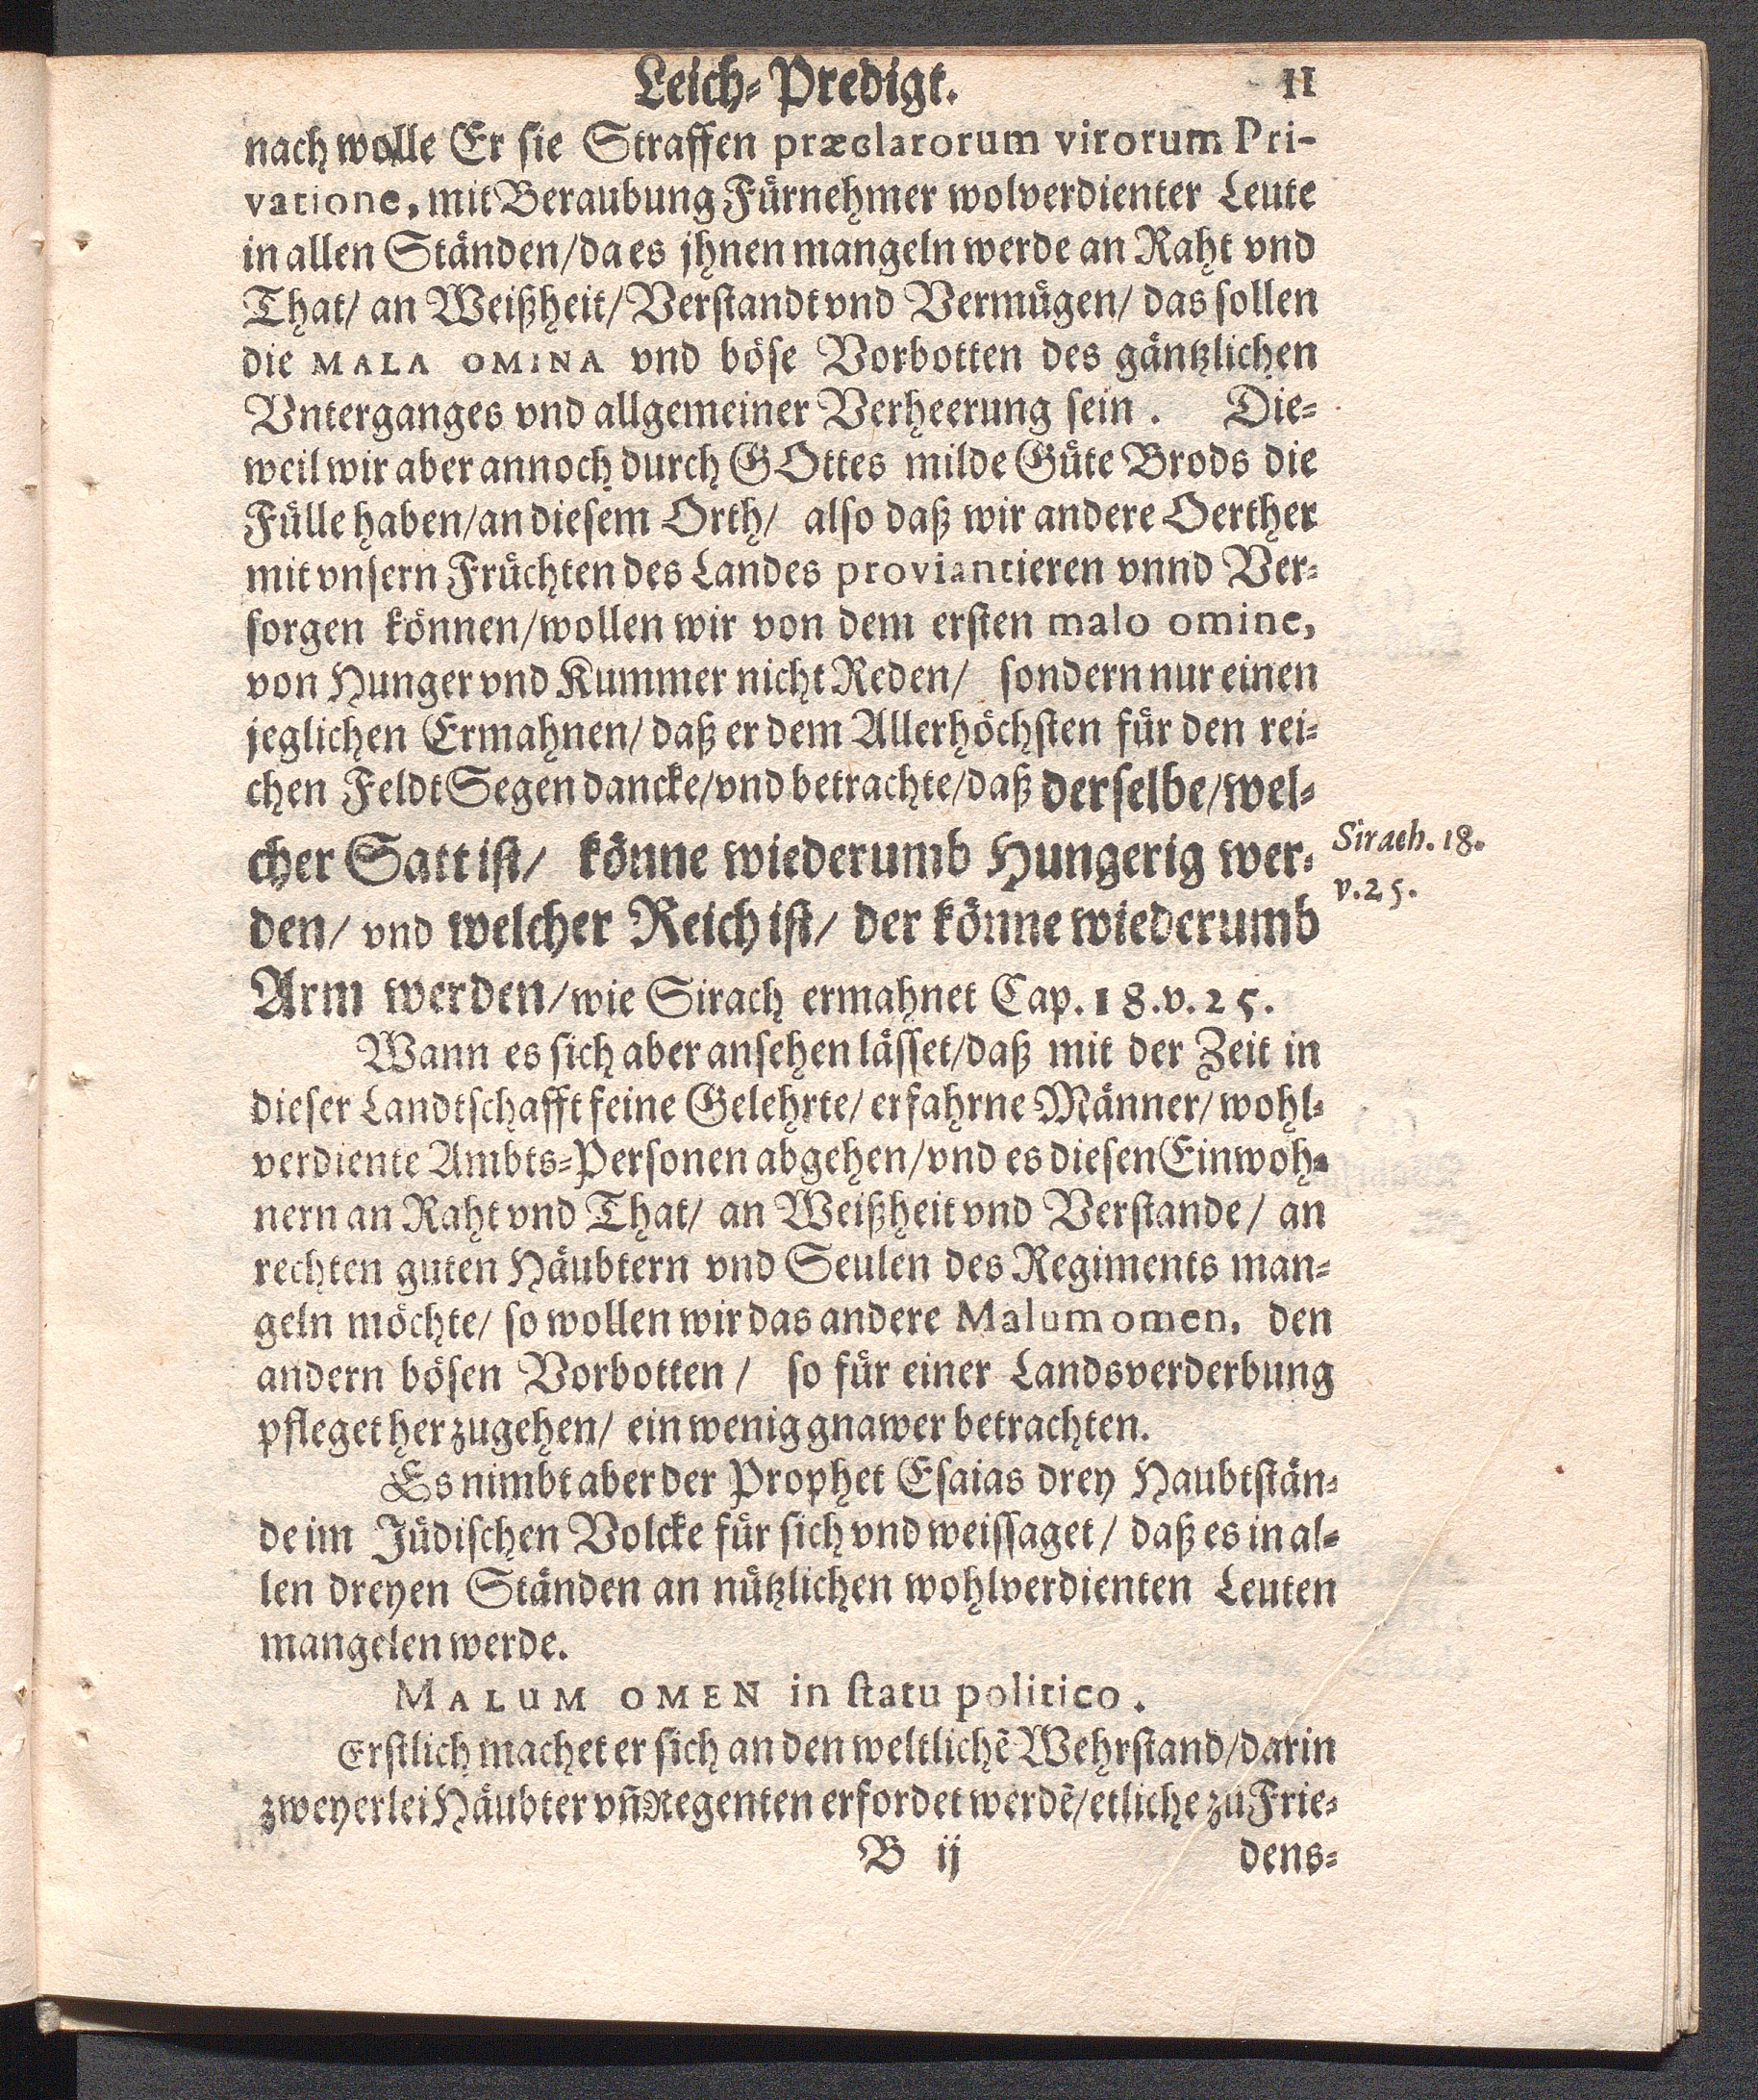 Leich-Predigt. 11
nach wolle Er sie Straffen præclarorum virorum Pri-
vatione, mit Beraubung Fürnehmer wolverdienter Leute
in allen Ständen/da es jhnen mangeln werde an Raht vnd
That/ an Weißheit/Verstandt vnd Vermügen/ das sollen
die MALA OMINA vnd böse Vorbotten des gäntzlichen
Vnterganges vnd allgemeiner Verheerung sein. Die-
weil wir aber annoch durch GOttes milde Güte Brods die
Fülle haben/an diesem Orth/ also daß wir andere Oerther
mit vnsern Früchten des Landes proviantieren vnnd Ver-
sorgen können/wollen wir von dem ersten malo omine,
von Hunger vnd Kummer nicht Reden/ sondern nur einen
jeglichen Ermahnen/ daß er dem Allerhöchsten für den rei-
chen Feldt Segen dancke/vnd betrachte/daß derselbe/wel-
cher Satt ist/ könne wiederumb Hungerig wer-
Sirach. 18.
v. 25.
den/ vnd welcher Reich ist/ der könne wiederumb
Arm werden/wie Sirach ermahnet Cap. 18. v. 25.
Wann es sich aber ansehen lässet/daß mit der Zeit in
dieser Landtschafft feine Gelehrte/ erfahrne Männer/ wohl-
verdiente Ambts-Personen abgehen/vnd es diesen Einwoh-
nern an Raht vnd That/ an Weißheit vnd Verstande/ an
rechten guten Häubtern vnd Seulen des Regiments man-
geln möchte/ so wollen wir das andere Malum omen, den
andern bösen Vorbotten/ so für einer Landsverderbung
pfleget herzugehen/ ein wenig gnawer betrachten.
Es nimbt aber der Prophet Esaias drey Haubtstän-
de im Jüdischen Volcke für sich vnd weissaget/ daß es in al-
len dreyen Ständen an nützlichen wohlverdienten Leuten
mangelen werde.
MALUM OMEN in statu politico.
Erstlich machet er sich an den weltlichẽ Wehrstand/darin
zweyerlei Häubter vñ Regenten erfordet werdẽ/etliche zu Frie-
B ij dens-